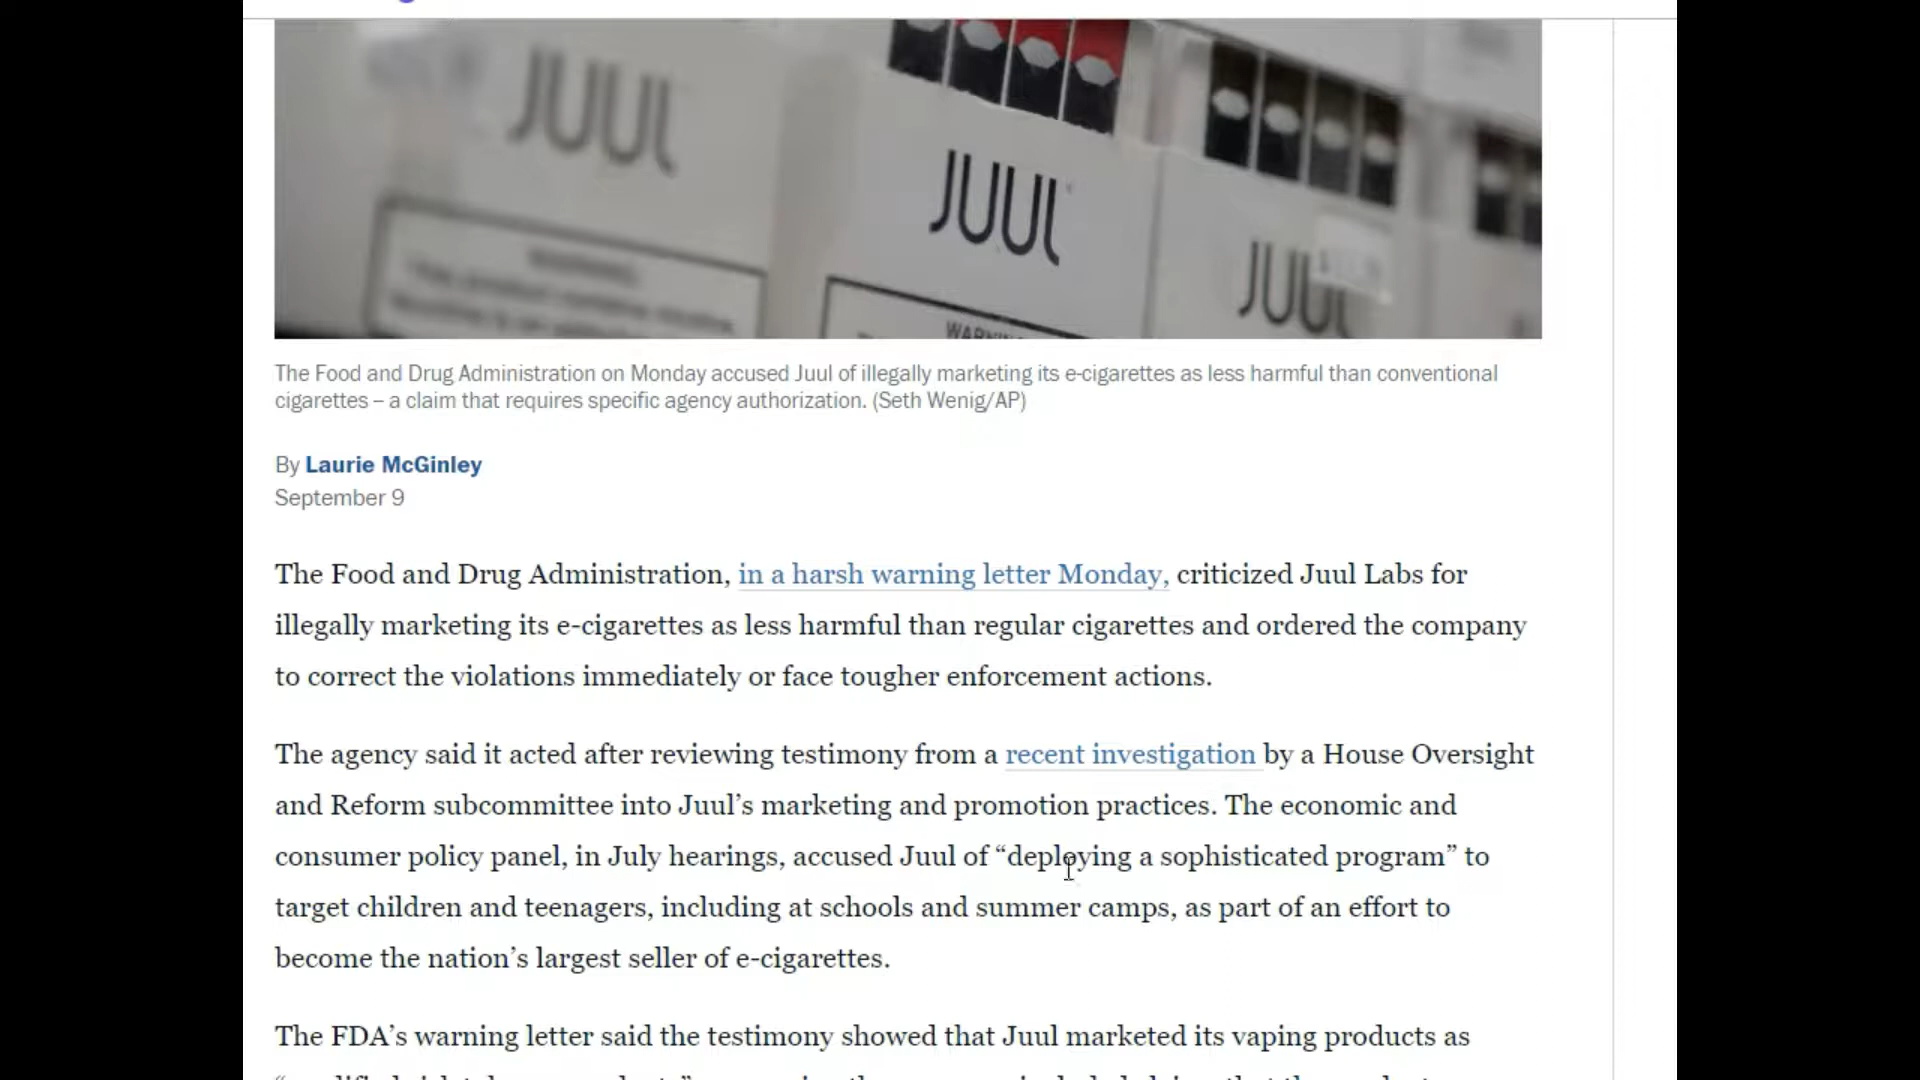 JUUL
JUUL
JUUL
WARNING
The Food and Drug Administration on Monday accused Juul of illegally marketing its e-cigarettes as less harmful than conventional
cigarettes – a claim that requires specific agency authorization. (Seth Wenig/AP)
By Laurie McGinley
September 9
The Food and Drug Administration, in a harsh warning letter Monday, criticized Juul Labs for
illegally marketing its e-cigarettes as less harmful than regular cigarettes and ordered the company
to correct the violations immediately or face tougher enforcement actions.
The agency said it acted after reviewing testimony from a recent investigation by a House Oversight
and Reform subcommittee into Juul’s marketing and promotion practices. The economic and
consumer policy panel, in July hearings, accused Juul of “deploying a sophisticated program” to
target children and teenagers, including at schools and summer camps, as part of an effort to
become the nation’s largest seller of e-cigarettes.
The FDA’s warning letter said the testimony showed that Juul marketed its vaping products as